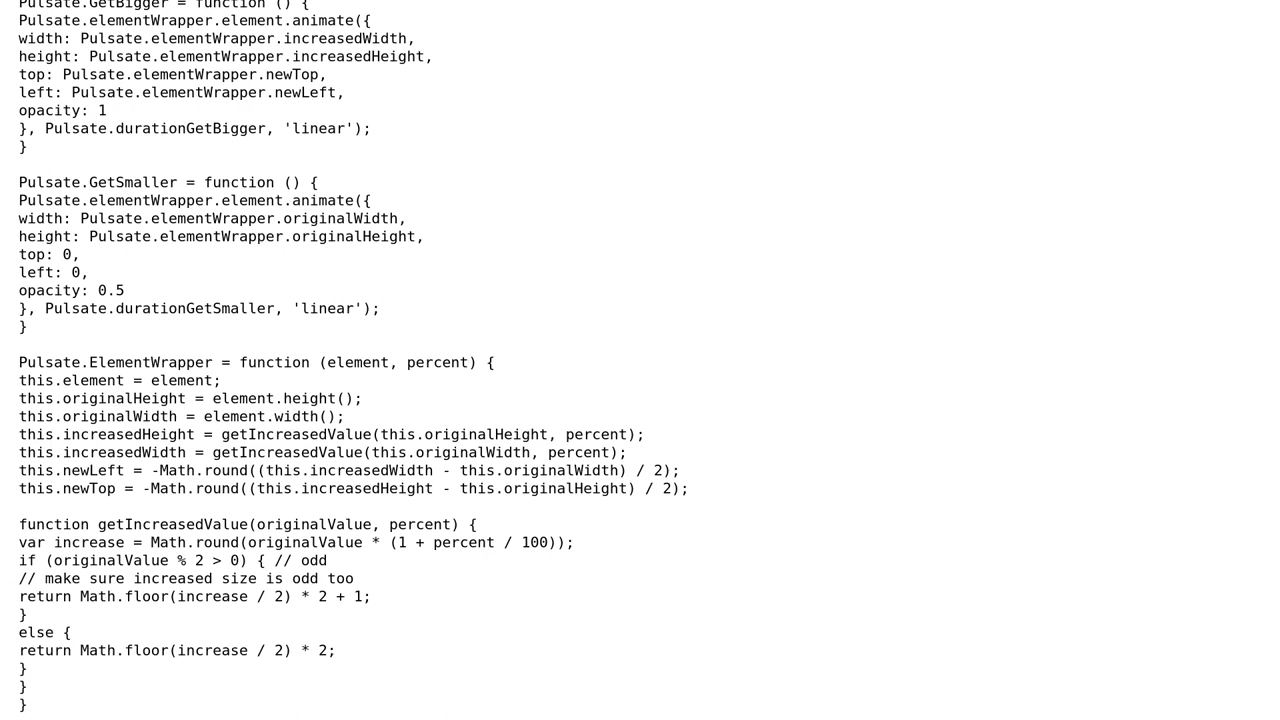 Pulsate.GetBigger = function () {
Pulsate.elementWrapper.element.animate({
width: Pulsate.elementWrapper.increasedWidth,
height: Pulsate.elementWrapper.increasedHeight,
top: Pulsate.elementWrapper.newTop,
left: Pulsate.elementWrapper.newLeft,
opacity: 1
}, Pulsate.durationGetBigger, 'linear');
}

Pulsate.GetSmaller = function () {
Pulsate.elementWrapper.element.animate({
width: Pulsate.elementWrapper.originalWidth,
height: Pulsate.elementWrapper.originalHeight,
top: 0,
left: 0,
opacity: 0.5
}, Pulsate.durationGetSmaller, 'linear');
}

Pulsate.ElementWrapper = function (element, percent) {
this.element = element;
this.originalHeight = element.height();
this.originalWidth = element.width();
this.increasedHeight = getIncreasedValue(this.originalHeight, percent);
this.increasedWidth = getIncreasedValue(this.originalWidth, percent);
this.newLeft = -Math.round((this.increasedWidth - this.originalWidth) / 2);
this.newTop = -Math.round((this.increasedHeight - this.originalHeight) / 2);

function getIncreasedValue(originalValue, percent) {
var increase = Math.round(originalValue * (1 + percent / 100));
if (originalValue % 2 > 0) { // odd
// make sure increased size is odd too
return Math.floor(increase / 2) * 2 + 1;
}
else {
return Math.floor(increase / 2) * 2;
}
}
}